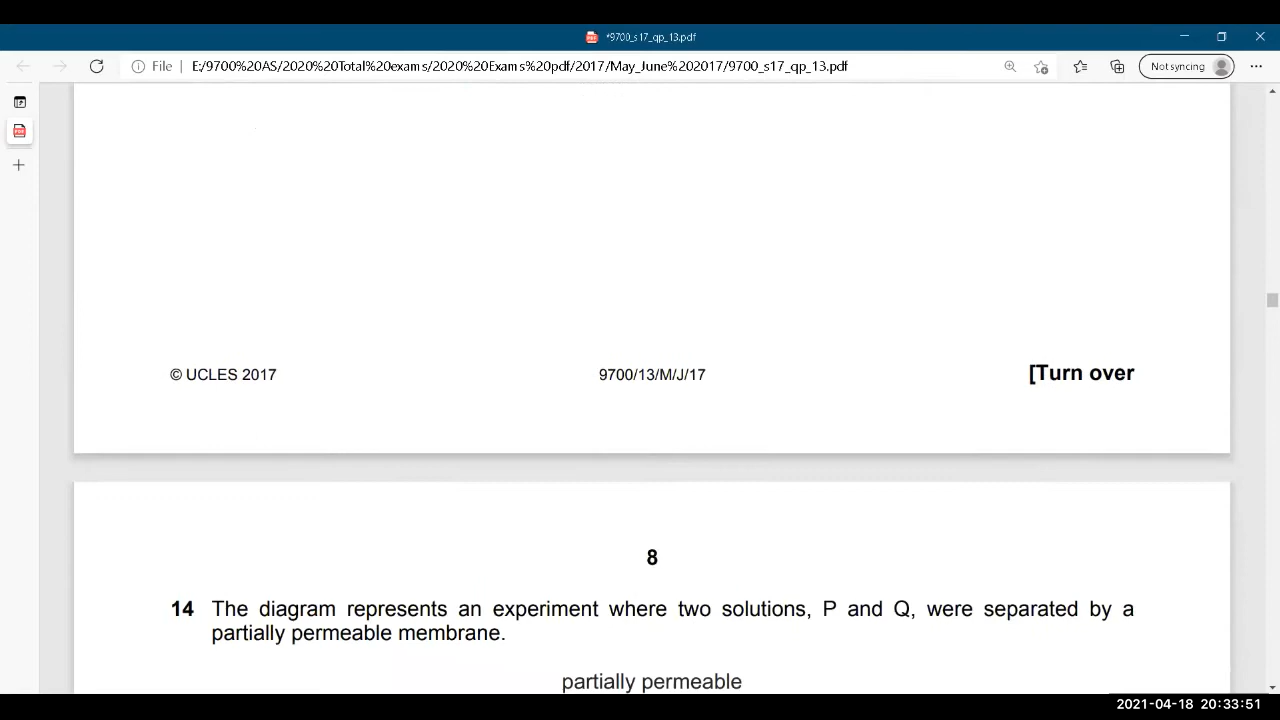 *9700_s17_qp_13.pdf
File | E:/9700%20AS/2020%20Total%20exams/2020%20Exams%20pdf/2017/May_June%202017/9700_s17_qp_13.pdf
Not syncing
© UCLES 2017 9700/13/M/J/17 [Turn over
8
14 The diagram represents an experiment where two solutions, P and Q, were separated by a
partially permeable membrane.
partially permeable
2021-04-18 20:33:51